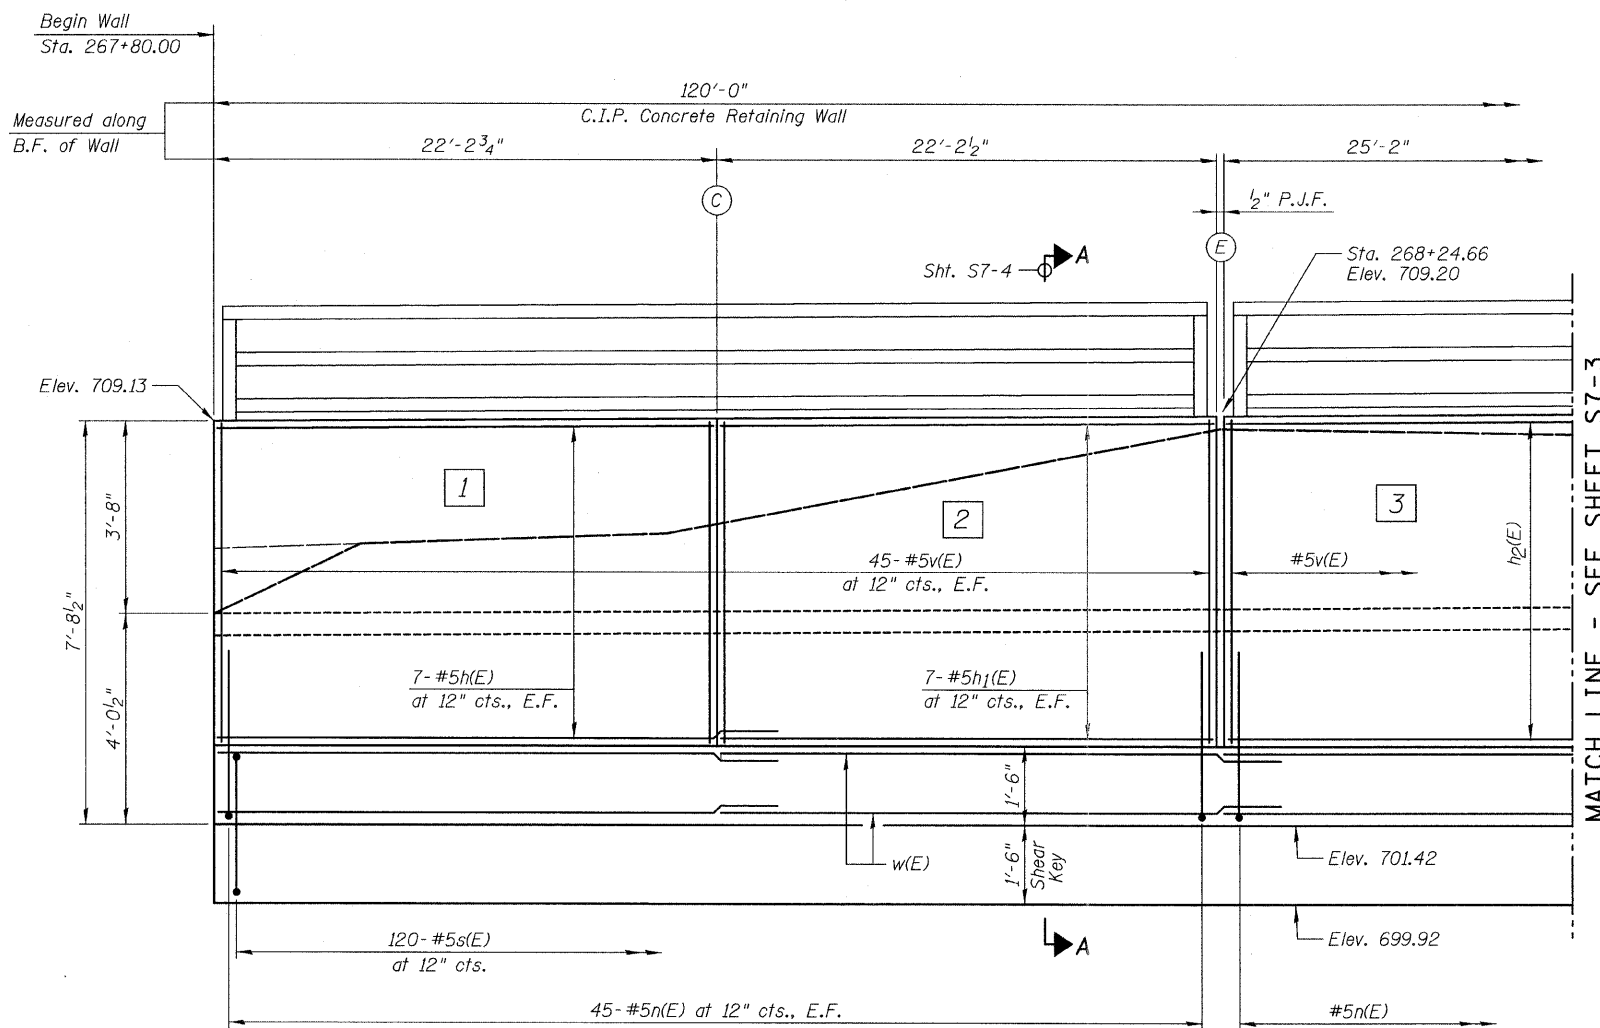 Begin Wall
Sta. 267+80.00
120'-0"
C.I.P. Concrete Retaining Wall
Measured along
B.F. of Wall
22'-2¾"
22'-2½"
25'-2"
C
½" P.J.F.
E
Sht. S7-4
A
Sta. 268+24.66
Elev. 709.20
Elev. 709.13
MATCH LINE - SEE SHEET S7-3
1
2
3
3'-8"
7'-8½"
4'-0½"
45-#5v(E)
at 12" cts., E.F.
#5v(E)
h2(E)
7-#5h(E)
at 12" cts., E.F.
7-#5h1(E)
at 12" cts., E.F.
1'-6"
w(E)
1'-6"
Shear
Key
Elev. 701.42
Elev. 699.92
A
120-#5s(E)
at 12" cts.
45-#5n(E) at 12" cts., E.F.
#5n(E)